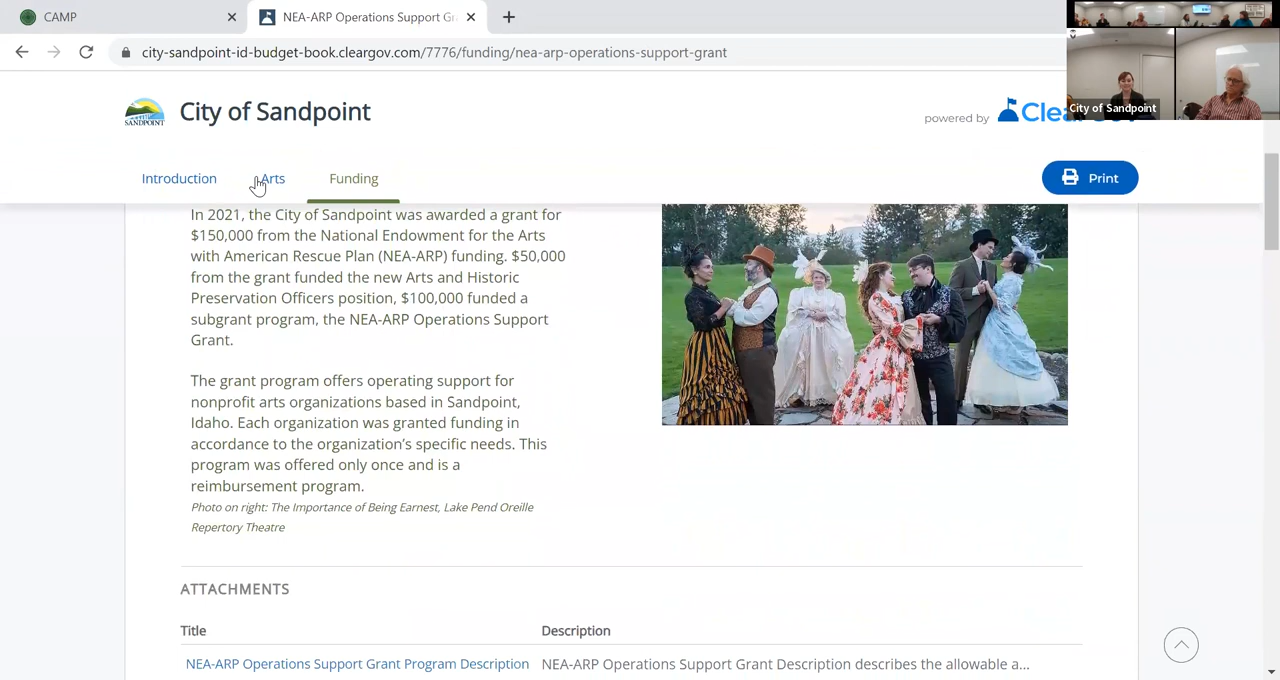 CAMP
NEA-ARP Operations Support Gr
city-sandpoint-id-budget-book.cleargov.com/7776/funding/nea-arp-operations-support-grant
City of Sandpoint
SANDPOINT
City of Sandpoint
powered by
Introduction
Arts
Funding
Print
In 2021, the City of Sandpoint was awarded a grant for
$150,000 from the National Endowment for the Arts
with American Rescue Plan (NEA-ARP) funding. $50,000
from the grant funded the new Arts and Historic
Preservation Officers position, $100,000 funded a
subgrant program, the NEA-ARP Operations Support
Grant.
The grant program offers operating support for
nonprofit arts organizations based in Sandpoint,
Idaho. Each organization was granted funding in
accordance to the organization's specific needs. This
program was offered only once and is a
reimbursement program.
Photo on right: The Importance of Being Earnest, Lake Pend Oreille
Repertory Theatre
ATTACHMENTS
Title Description
NEA-ARP Operations Support Grant Program Description NEA-ARP Operations Support Grant Description describes the allowable a...